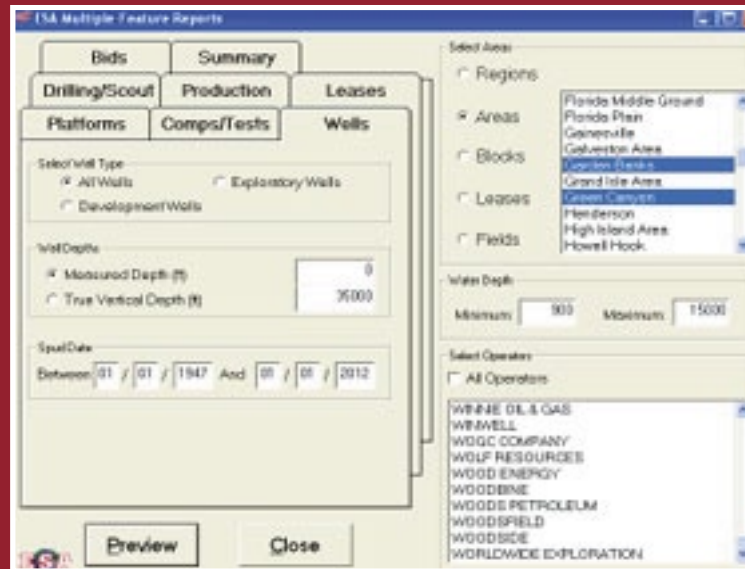 ESA Multiple Feature Reports
Bids
Summary
Drilling/Scout
Production
Leases
Platforms
Comps/Tests
Wells
Select Well Type
All Wells
Exploratory Wells
Development Wells
Well Depths
Measured Depth (ft)
0
True Vertical Depth (ft)
35000
Spud Date
Between 01 / 01 / 1947 And 01 / 01 / 2012
Preview
Close
ESA
Select Areas
Regions
Areas
Blocks
Leases
Fields
Florida Middle Ground
Florida Plain
Gainesville
Galveston Area
Garden Banks
Grand Isle Area
Green Canyon
Henderson
High Island Area
Howell Hook
Water Depth
Minimum 900 Maximum 15000
Select Operators
All Operators
WINNIE OIL & GAS
WINWELL
WOGC COMPANY
WOLF RESOURCES
WOOD ENERGY
WOODBINE
WOODS PETROLEUM
WOODSFIELD
WOODSIDE
WORLDWIDE EXPLORATION